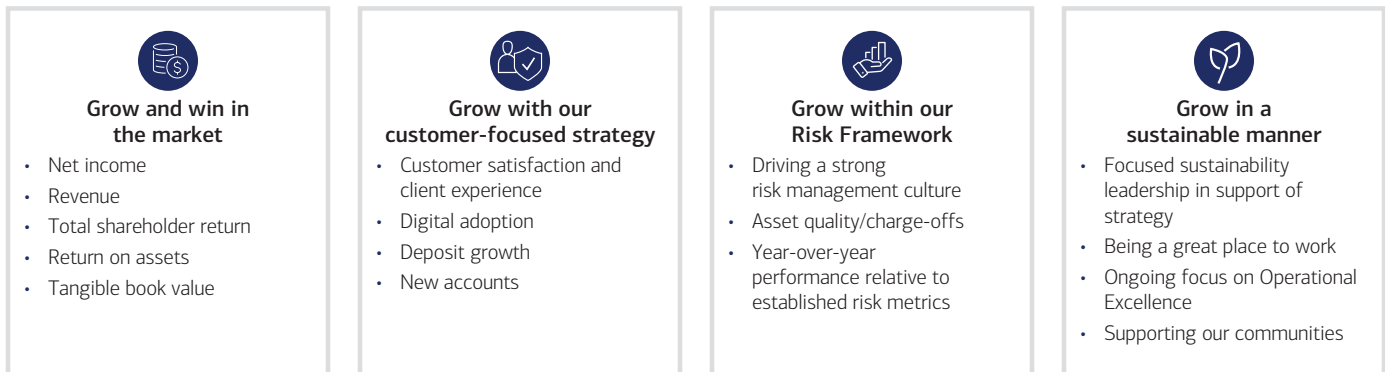 Grow and win in
the market
• Net income
• Revenue
• Total shareholder return
• Return on assets
• Tangible book value
Grow with our
customer-focused strategy
• Customer satisfaction and
client experience
• Digital adoption
• Deposit growth
• New accounts
Grow within our
Risk Framework
• Driving a strong
risk management culture
• Asset quality/charge-offs
• Year-over-year
performance relative to
established risk metrics
Grow in a
sustainable manner
• Focused sustainability
leadership in support of
strategy
• Being a great place to work
• Ongoing focus on Operational
Excellence
• Supporting our communities